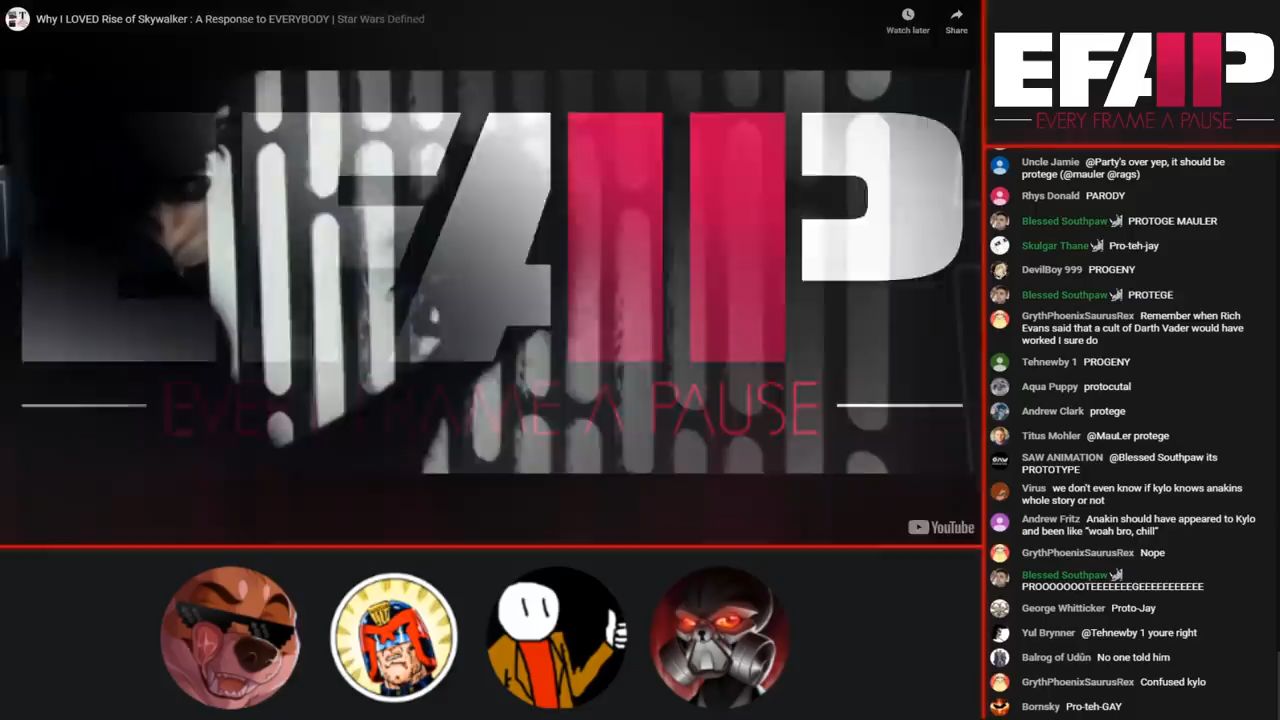 Why I LOVED Rise of Skywalker : A Response to EVERYBODY | Star Wars Defined
Watch later
Share
EFAP
EVERY FRAME A PAUSE
YouTube
EFAP
EVERY FRAME A PAUSE
Uncle Jamie @Party's over yep, it should be
protege (@mauler @rags)
Rhys Donald PARODY
Blessed Southpaw PROTOGE MAULER
Skulgar Thane Pro-teh-jay
DevilBoy 999 PROGENY
Blessed Southpaw PROTEGE
GrythPhoenixSaurusRex Remember when Rich
Evans said that a cult of Darth Vader would have
worked I sure do
Tehnewby 1 PROGENY
Aqua Puppy protocutal
Andrew Clark protege
Titus Mohler @MauLer protege
SAW ANIMATION @Blessed Southpaw its
PROTOTYPE
Virus we don't even know if kylo knows anakins
whole story or not
Andrew Fritz Anakin should have appeared to Kylo
and been like “woah bro, chill”
GrythPhoenixSaurusRex Nope
Blessed Southpaw
PROOOOOOTEEEEEEEGEEEEEEEEEEE
George Whitticker Proto-Jay
Yul Brynner @Tehnewby 1 youre right
Balrog of Udûn No one told him
GrythPhoenixSaurusRex Confused kylo
Bornsky Pro-teh-GAY